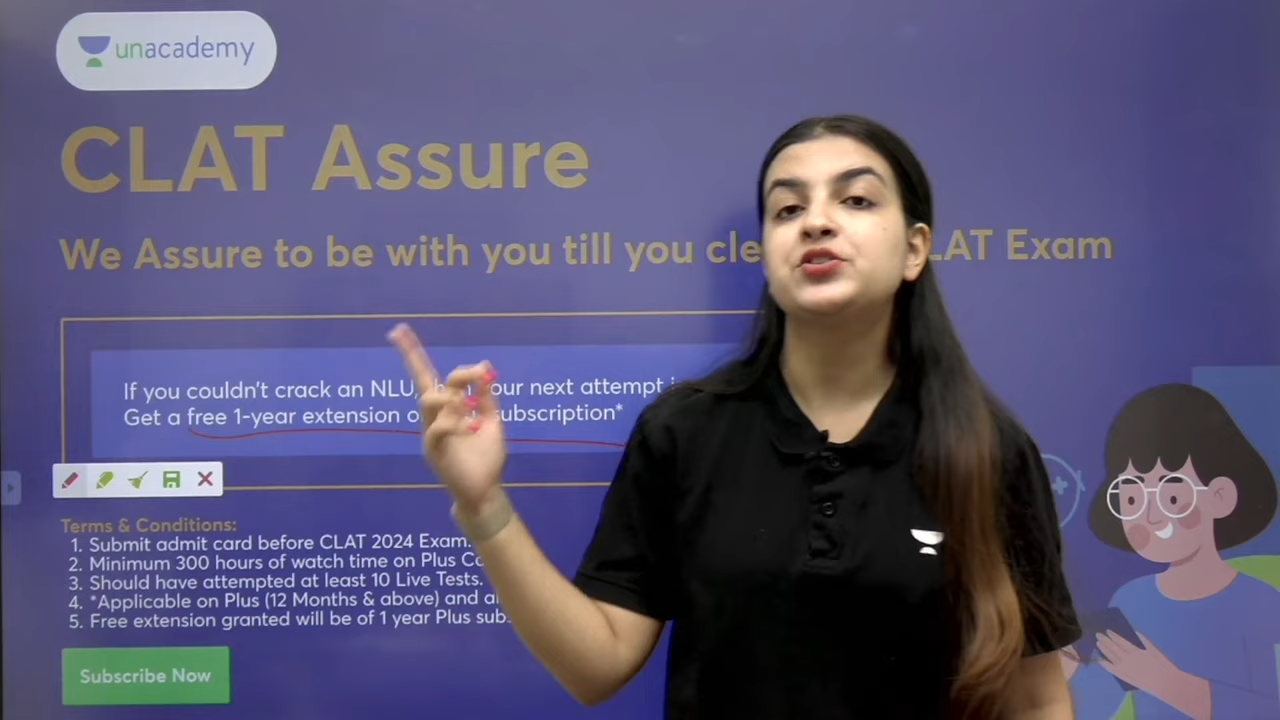 unacademy
CLAT Assure
We Assure to be with you till you LAT Exam
If you couldn't crack an NLU, your next attempt
Get a free 1-year extension subscription*
Terms & Conditions:
1. Submit admit card before CLAT 2024 Exam.
2. Minimum 300 hours of watch time on Plus
3. Should have attempted at least 10 Live Tests.
4. *Applicable on Plus (12 Months & above) and
5. Free extension granted will be of 1 year Plus
Subscribe Now